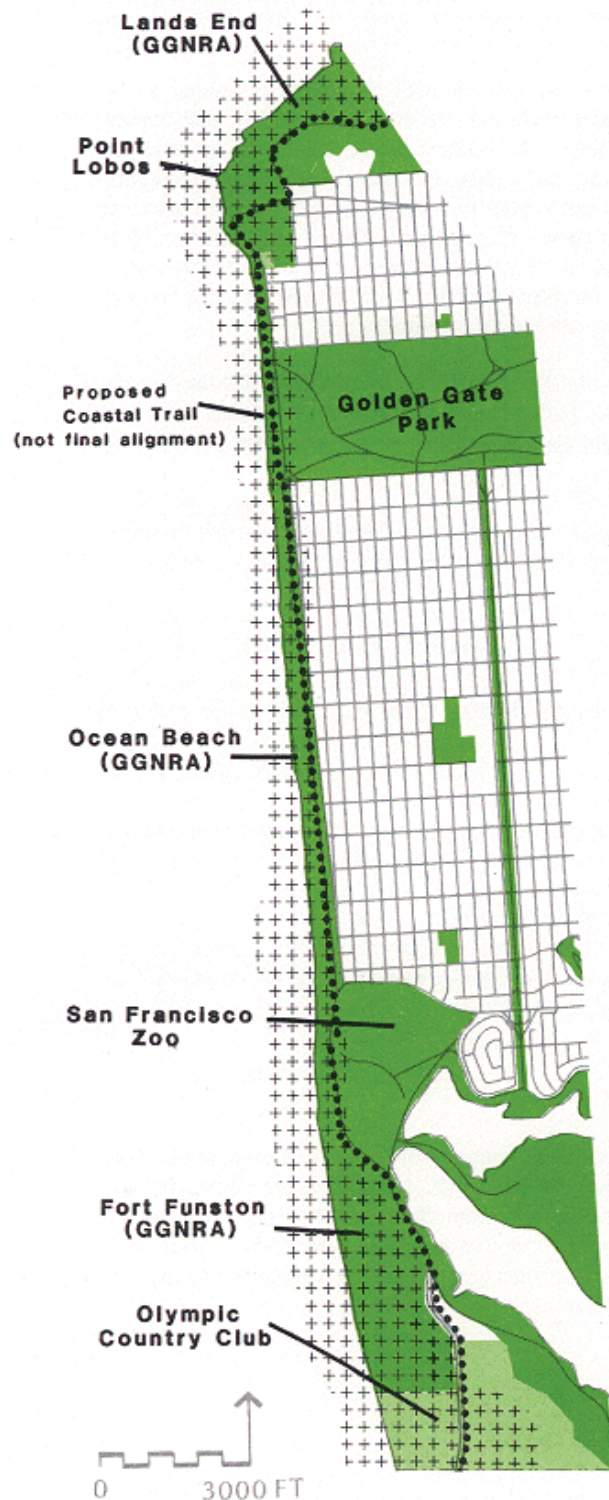 Lands End
(GGNRA)
Point
Lobos
Proposed
Coastal Trail
(not final alignment)
Golden Gate
Park
Ocean Beach
(GGNRA)
San Francisco
Zoo
Fort Funston
(GGNRA)
Olympic
Country Club
0 3000 FT